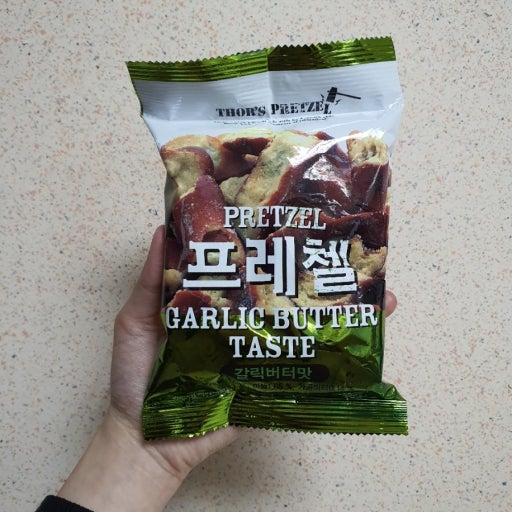 THOR'S PRETZEL
PRETZEL
프레첼
GARLIC BUTTER
TASTE
갈릭버터맛